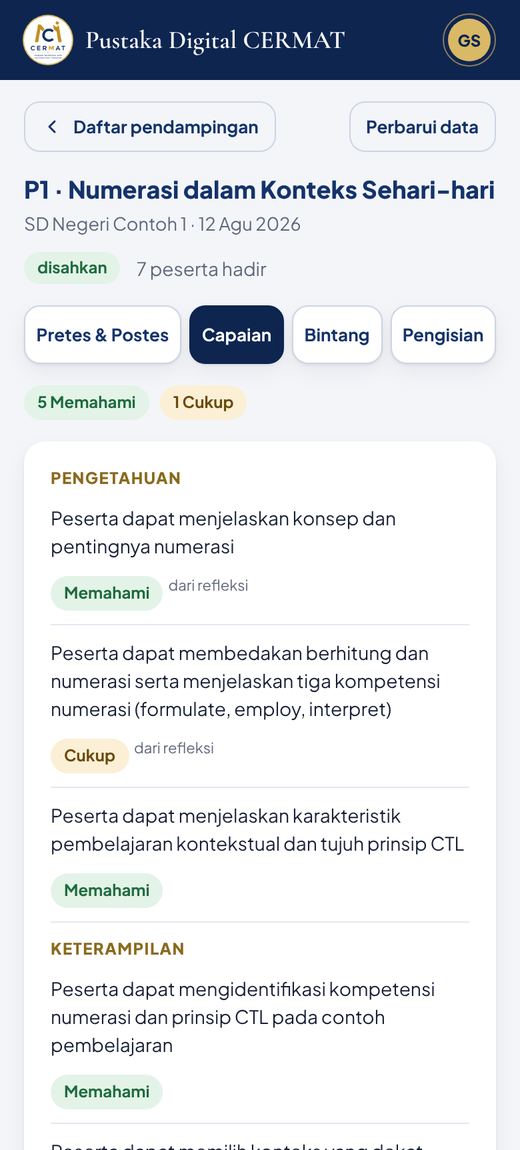 CERMAT
Pustaka Digital CERMAT
GS
Daftar pendampingan
Perbarui data
P1 · Numerasi dalam Konteks Sehari-hari
SD Negeri Contoh 1 · 12 Agu 2026
disahkan
7 peserta hadir
Pretes & Postes
Capaian
Bintang
Pengisian
5 Memahami
1 Cukup
PENGETAHUAN
Peserta dapat menjelaskan konsep dan
pentingnya numerasi
Memahami
dari refleksi
Peserta dapat membedakan berhitung dan
numerasi serta menjelaskan tiga kompetensi
numerasi (formulate, employ, interpret)
Cukup
dari refleksi
Peserta dapat menjelaskan karakteristik
pembelajaran kontekstual dan tujuh prinsip CTL
Memahami
KETERAMPILAN
Peserta dapat mengidentifikasi kompetensi
numerasi dan prinsip CTL pada contoh
pembelajaran
Memahami